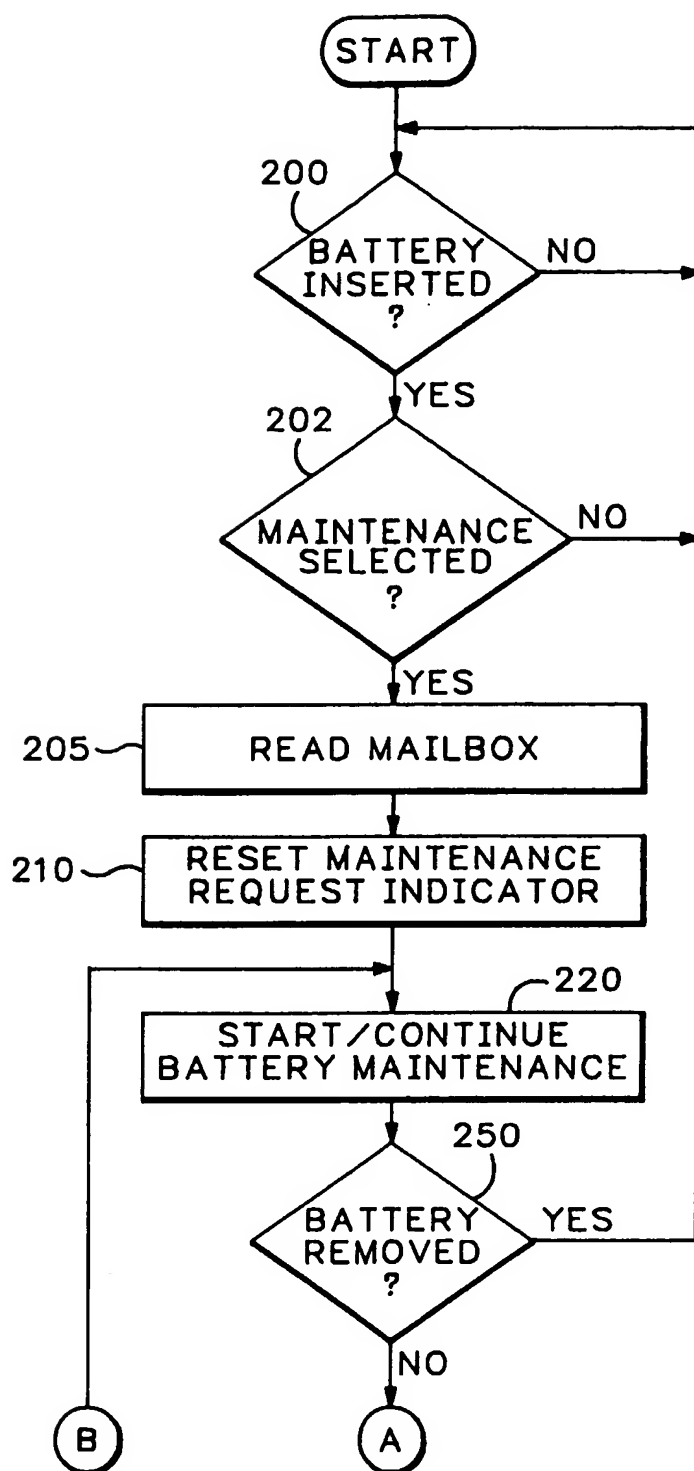 START
200
BATTERY
INSERTED
?
NO
YES
202
MAINTENANCE
SELECTED
?
NO
YES
205
READ MAILBOX
210
RESET MAINTENANCE
REQUEST INDICATOR
220
START/CONTINUE
BATTERY MAINTENANCE
250
BATTERY
REMOVED
?
YES
NO
B
A